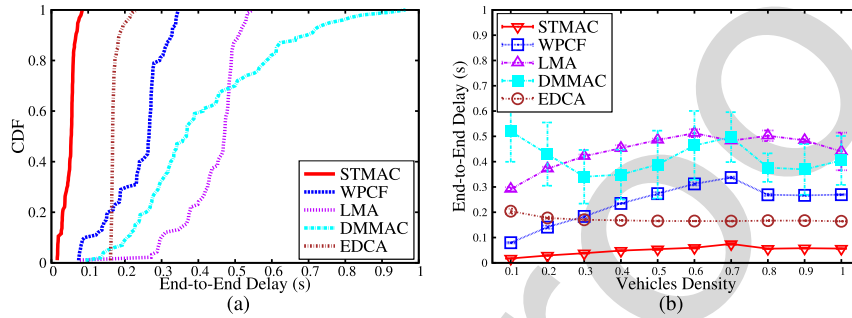 1
0.8
0.6
0.4
0.2
0
CDF
STMAC
WPCF
LMA
DMMAC
EDCA
0 0.1 0.2 0.3 0.4 0.5 0.6 0.7 0.8 0.9 1
End-to-End Delay (s)
(a)
1
0.9
0.8
0.7
0.6
0.5
0.4
0.3
0.2
0.1
0
End-to-End Delay (s)
STMAC
WPCF
LMA
DMMAC
EDCA
0.1 0.2 0.3 0.4 0.5 0.6 0.7 0.8 0.9 1
Vehicles Density
(b)